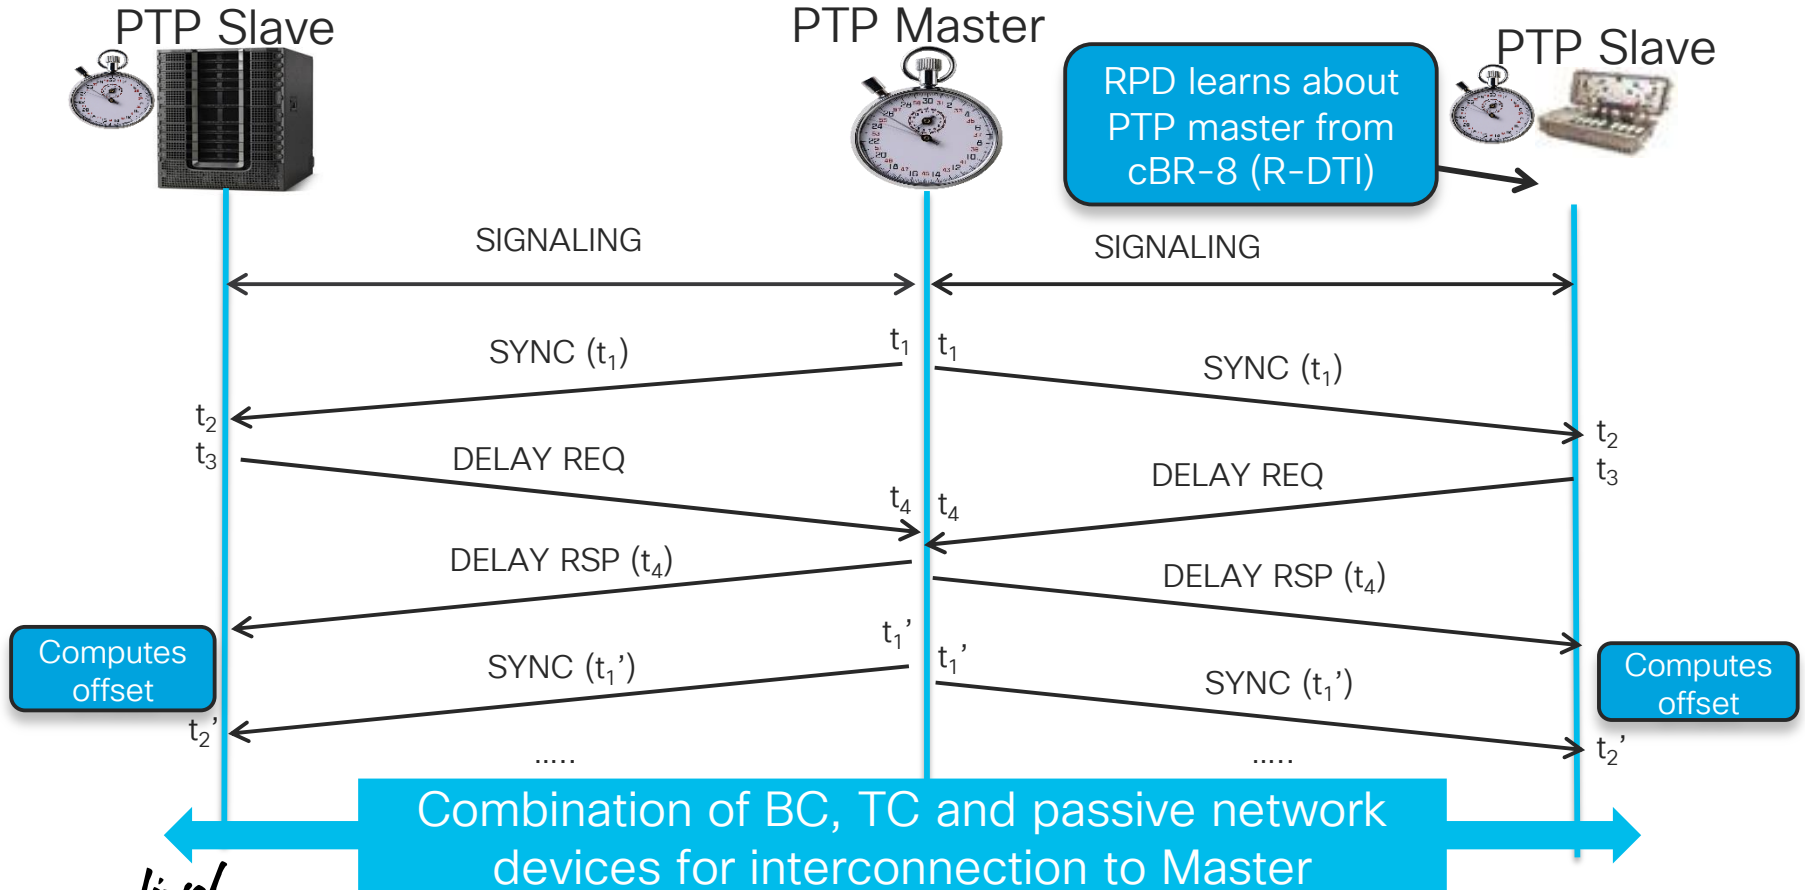 PTP Slave
PTP Master
PTP Slave
RPD learns about
PTP master from
cBR-8 (R-DTI)
SIGNALING
SIGNALING
t1
t1
SYNC (t1)
SYNC (t1)
t2
t2
t3
t3
DELAY REQ
DELAY REQ
t4
t4
DELAY RSP (t4)
DELAY RSP (t4)
Computes
offset
t1’
t1’
SYNC (t1’)
SYNC (t1’)
Computes
offset
t2’
t2’
.....
.....
Combination of BC, TC and passive network
devices for interconnection to Master